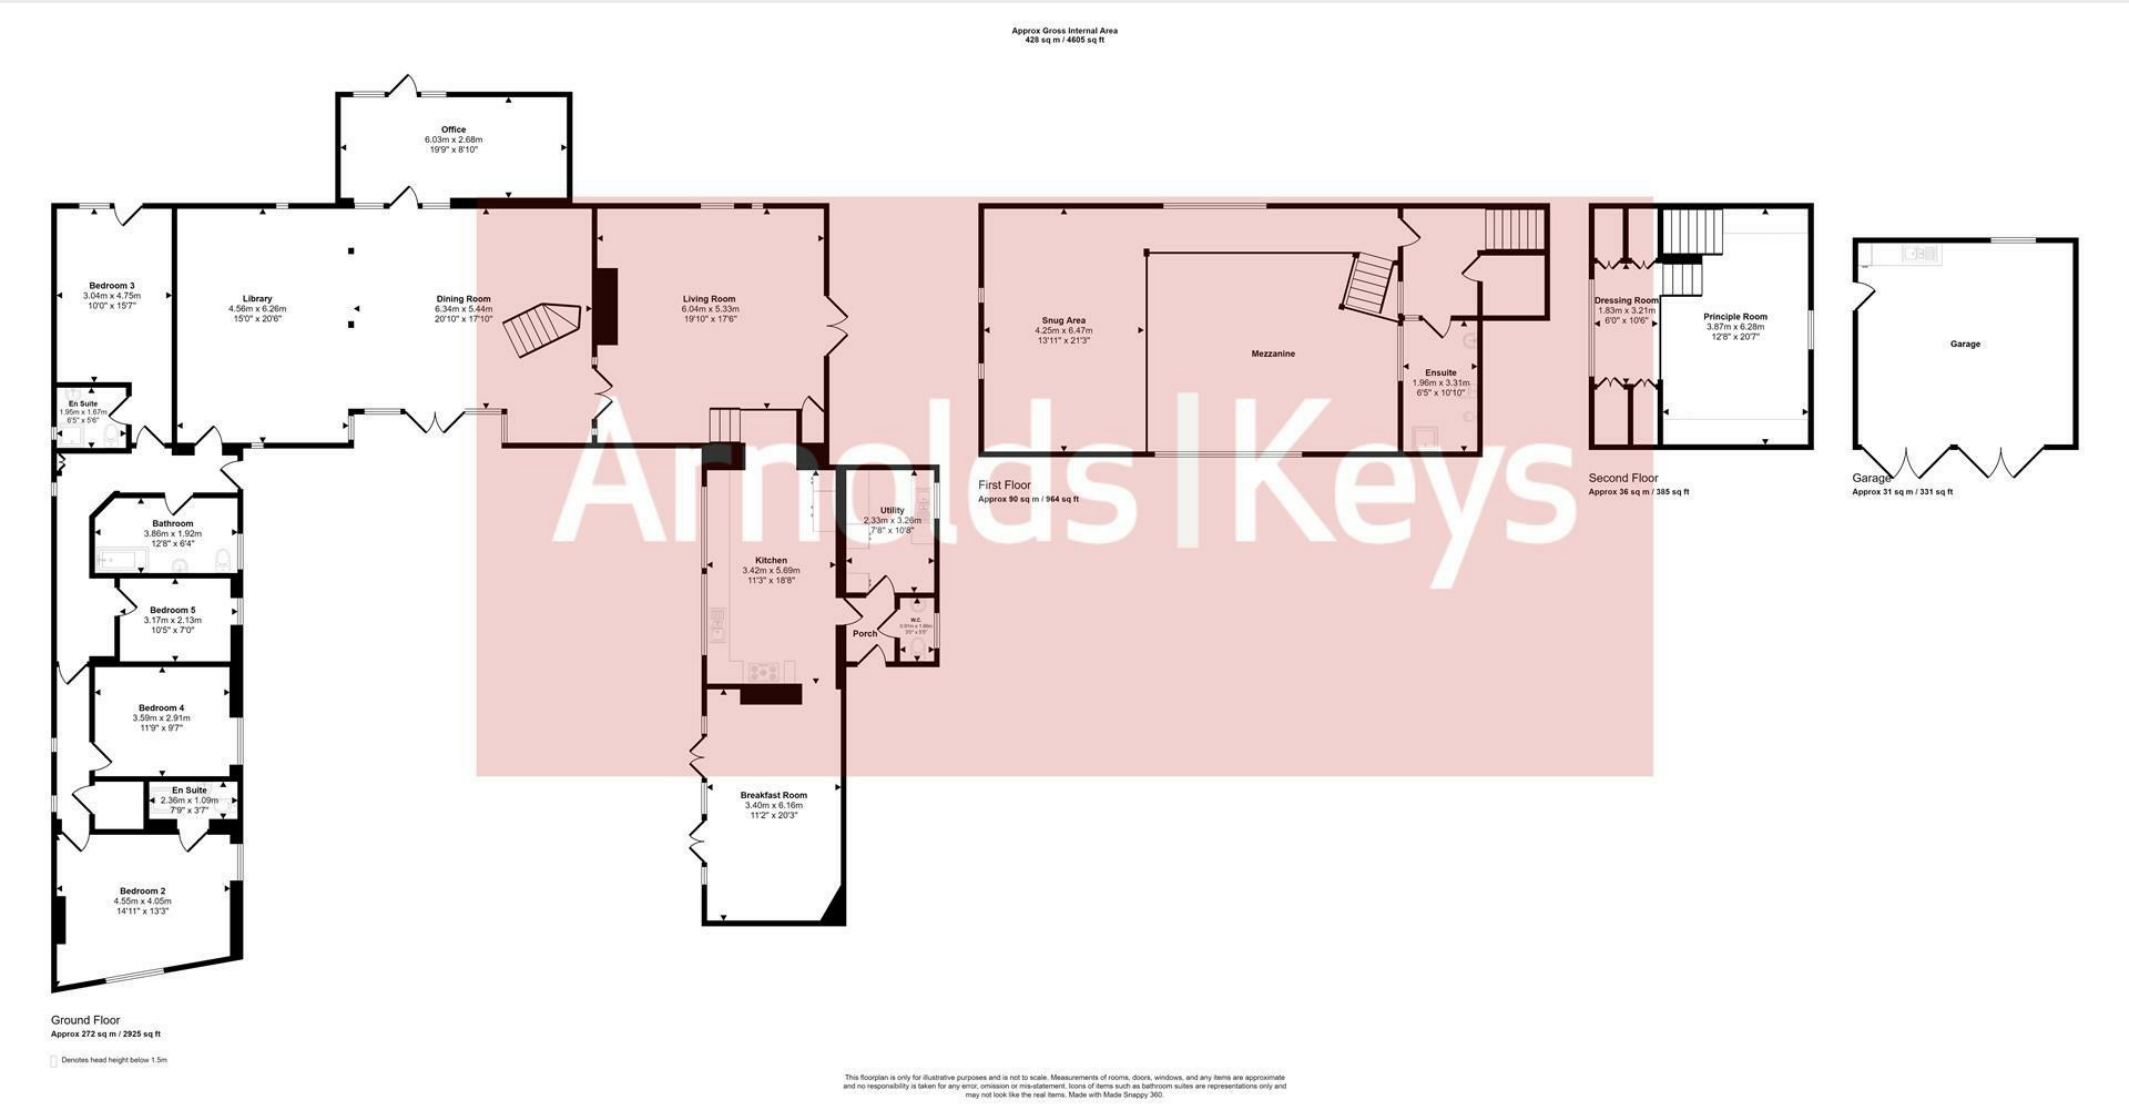 Approx Gross Internal Area
428 sq m / 4605 sq ft
Office
6.03m x 2.68m
19'9" x 8'10"
Bedroom 3
3.04m x 4.75m
10'0" x 15'7"
Library
4.56m x 6.26m
15'0" x 20'6"
Dining Room
6.34m x 5.44m
20'10" x 17'10"
Living Room
6.04m x 5.33m
19'10" x 17'6"
En Suite
1.95m x 1.67m
6'5" x 5'6"
Bathroom
3.86m x 1.92m
12'8" x 6'4"
Bedroom 5
3.17m x 2.13m
10'5" x 7'0"
Bedroom 4
3.59m x 2.91m
11'9" x 9'7"
En Suite
2.36m x 1.09m
7'9" x 3'7"
Bedroom 2
4.55m x 4.05m
14'11" x 13'3"
Kitchen
3.42m x 5.69m
11'3" x 18'8"
Utility
2.33m x 3.26m
7'8" x 10'8"
W.C.
Porch
Breakfast Room
3.40m x 6.16m
11'2" x 20'3"
Ground Floor
Approx 272 sq m / 2925 sq ft
Denotes head height below 1.5m
Snug Area
4.25m x 6.47m
13'11" x 21'3"
Mezzanine
Ensuite
1.96m x 3.31m
6'5" x 10'10"
First Floor
Approx 90 sq m / 964 sq ft
Dressing Room
1.83m x 3.21m
6'0" x 10'6"
Principle Room
3.87m x 6.28m
12'8" x 20'7"
Second Floor
Approx 36 sq m / 385 sq ft
Garage
Garage
Approx 31 sq m / 331 sq ft
Arnolds|Keys
This floorplan is only for illustrative purposes and is not to scale. Measurements of rooms, doors, windows, and any items are approximate
and no responsibility is taken for any error, omission or mis-statement. Icons of items such as bathroom suites are representations only and
may not look like the real items. Made with Made Snappy 360.